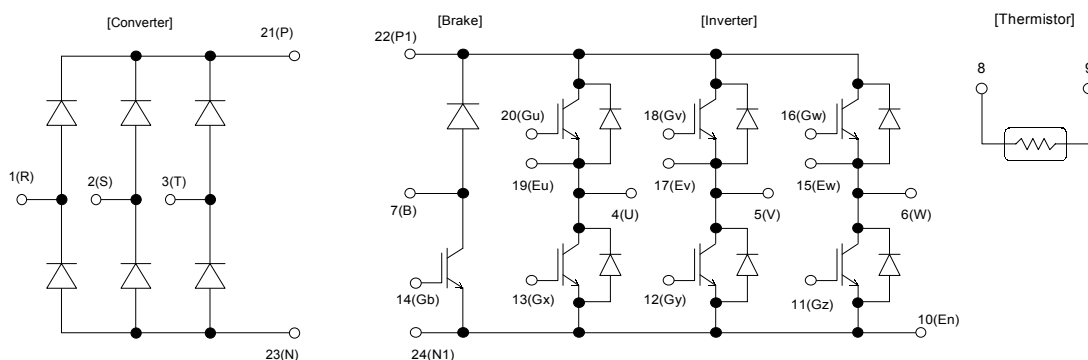 [Converter]
[Brake]
[Inverter]
[Thermistor]
21(P)
22(P1)
8
9
20(Gu)
18(Gv)
16(Gw)
1(R)
2(S)
3(T)
19(Eu)
17(Ev)
15(Ew)
7(B)
4(U)
5(V)
6(W)
14(Gb)
13(Gx)
12(Gy)
11(Gz)
10(En)
23(N)
24(N1)